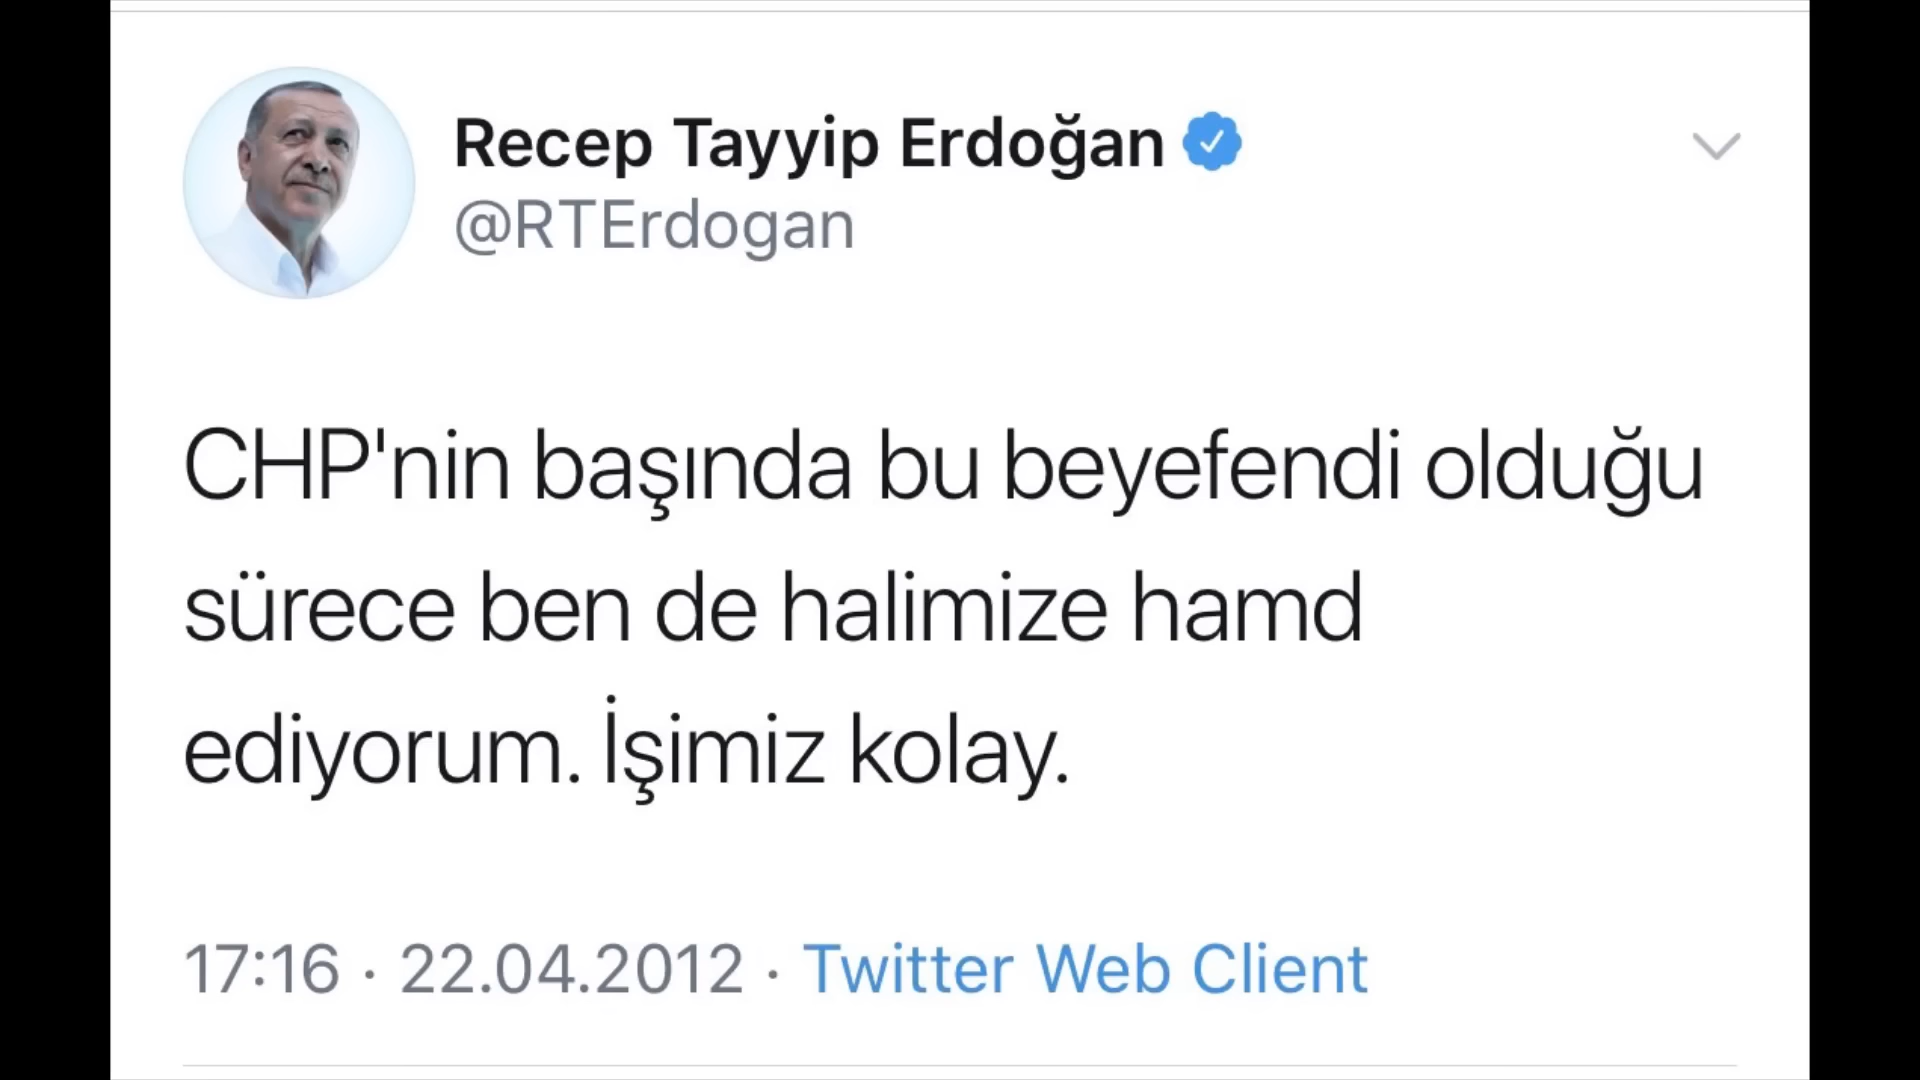 Recep Tayyip Erdoğan
@RTErdogan
CHP'nin başında bu beyefendi olduğu
sürece ben de halimize hamd
ediyorum. İşimiz kolay.
17:16 · 22.04.2012 · Twitter Web Client